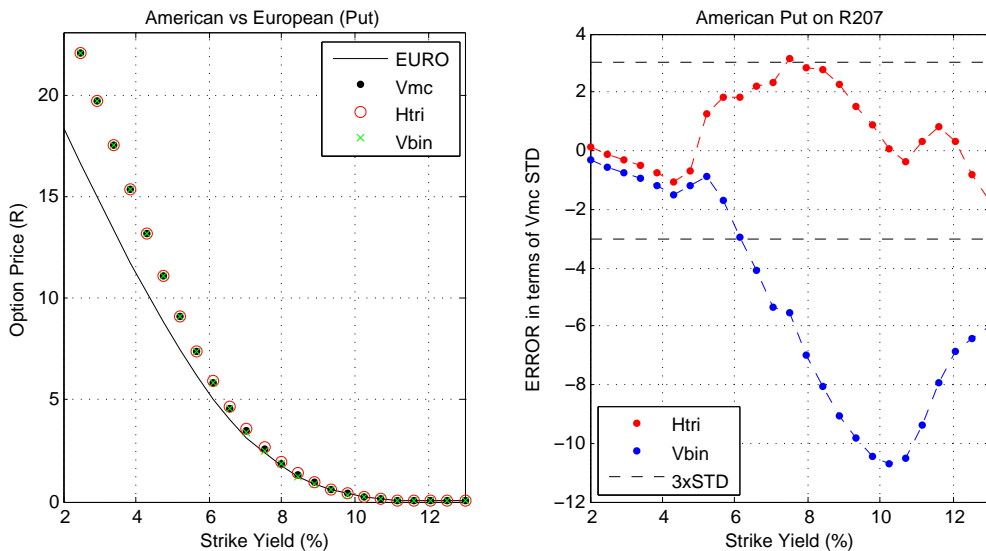 American vs European (Put)
Option Price (R)
20
15
10
5
0
2
4
6
8
10
12
Strike Yield (%)
EURO
Vmc
Htri
Vbin
American Put on R207
ERROR in terms of Vmc STD
4
2
0
−2
−4
−6
−8
−10
−12
2
4
6
8
10
12
Strike Yield (%)
Htri
Vbin
3xSTD